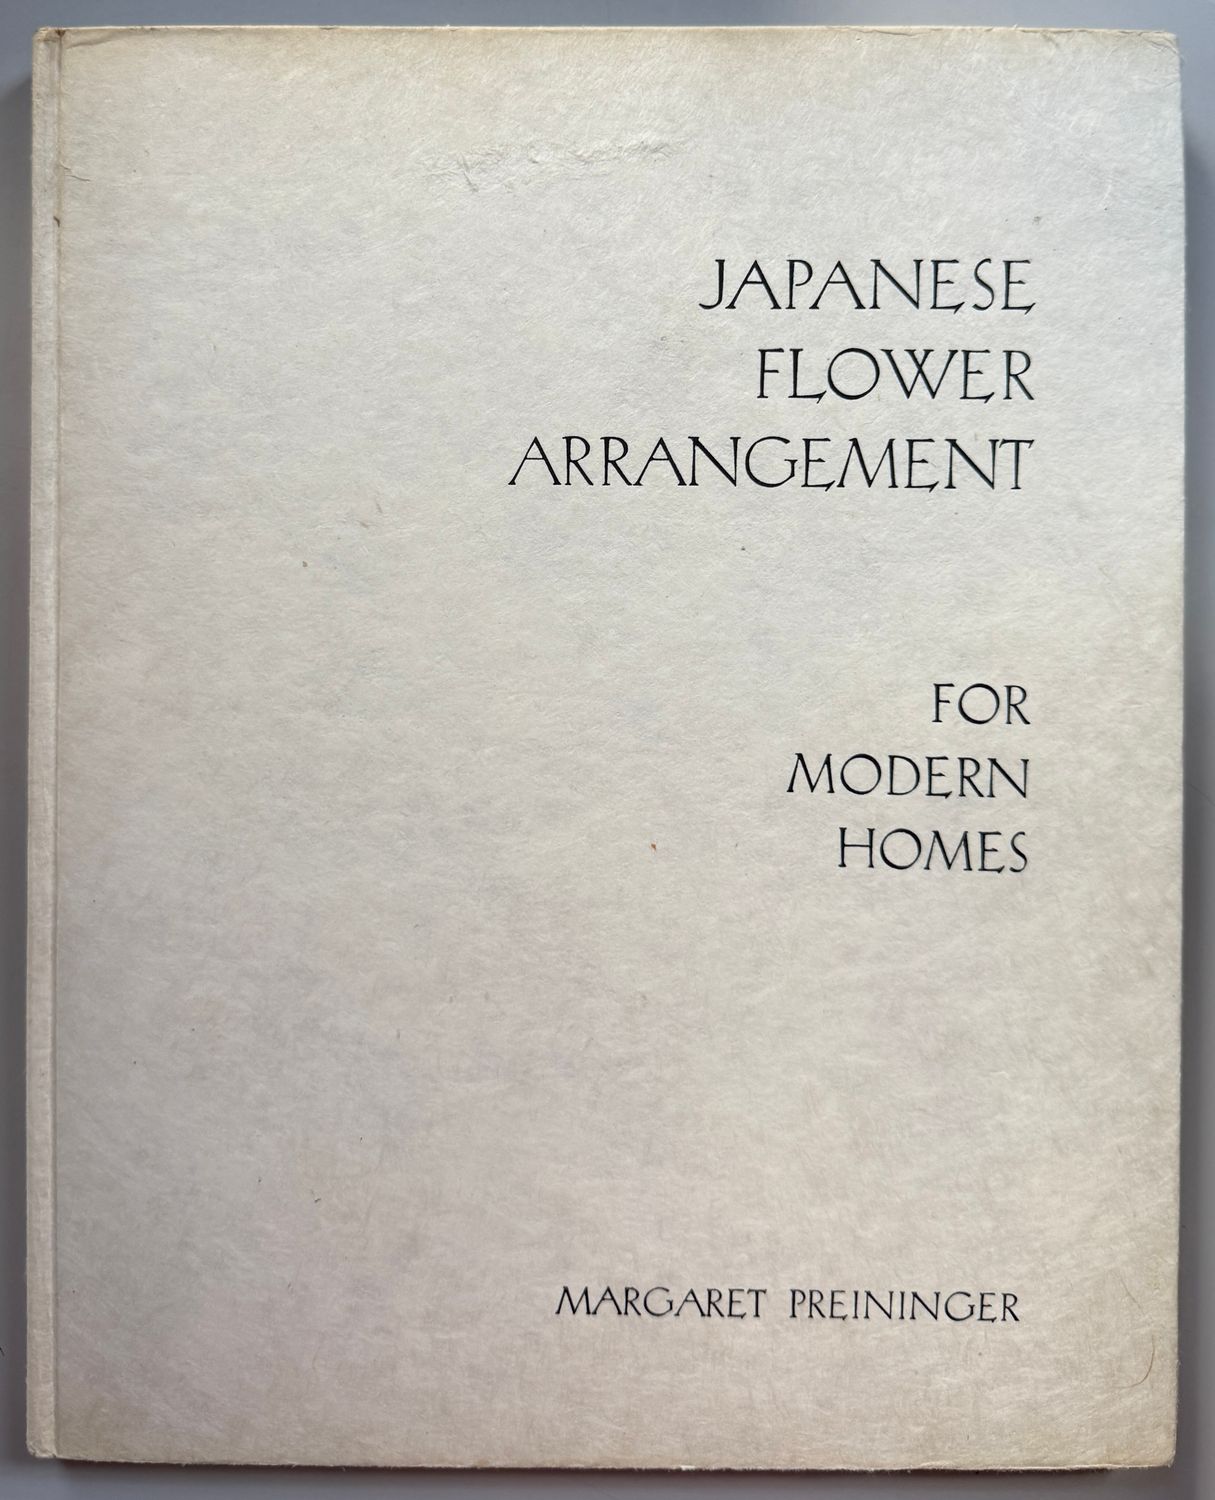 JAPANESE
FLOWER
ARRANGEMENT
FOR
MODERN
HOMES
MARGARET PREININGER